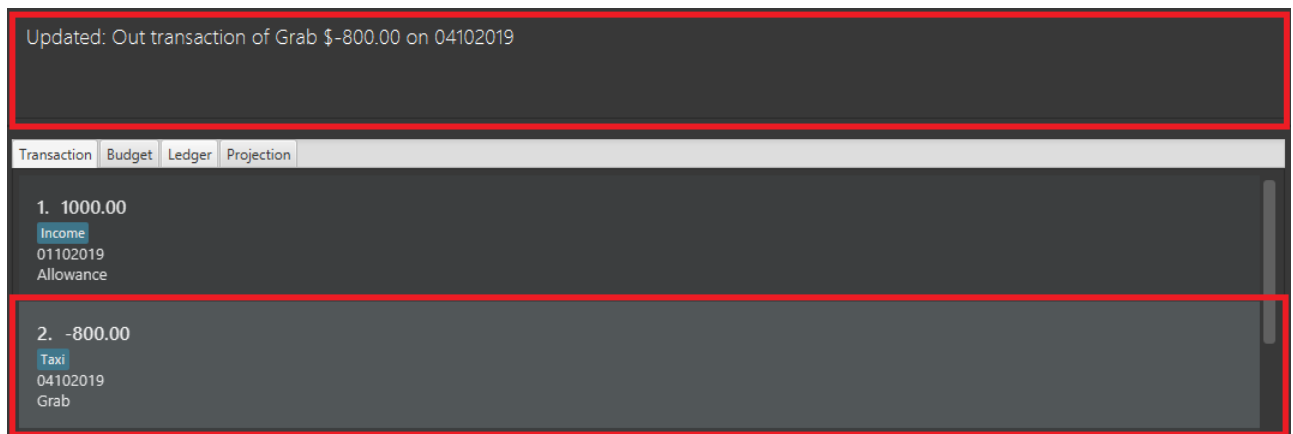 Updated: Out transaction of Grab $-800.00 on 04102019
Transaction Budget Ledger Projection
1. 1000.00
Income
01102019
Allowance
2. -800.00
Taxi
04102019
Grab